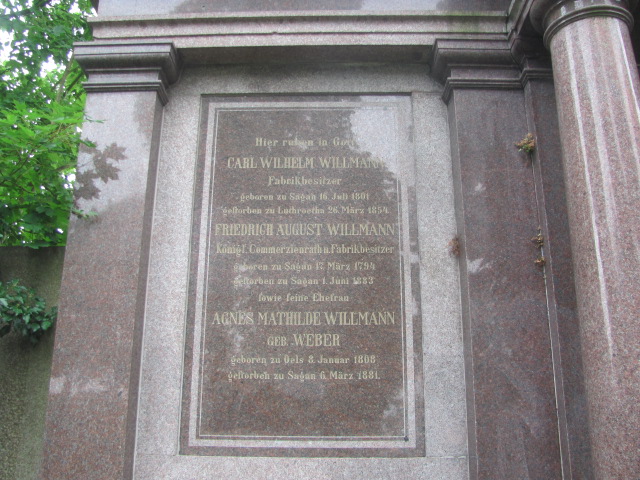 Hier ruhen in Gott
CARL WILHELM WILLMANN
Fabrikbesitzer
geboren zu Sagan 16. Juli 1801
gestorben zu 26. März 1854.
FRIEDRICH AUGUST WILLMANN
Königl. Commerzienrath u. Fabrikbesitzer
geboren zu Sagan 17. März 1794
gestorben zu Sagan 1. Juni 1883
sowie seine Ehefrau
AGNES MATHILDE WILLMANN
GEB. WEBER
geboren zu Oels 8. Januar 1808
gestorben zu Sagan 6. März 1881.